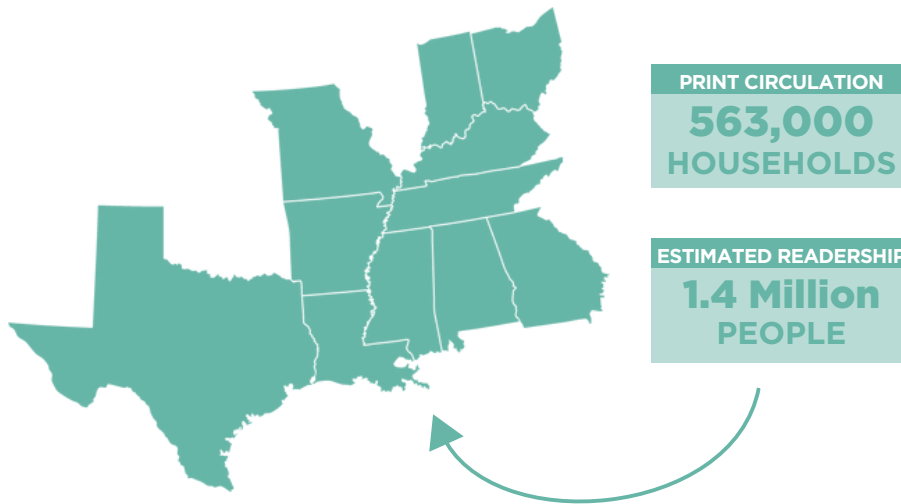 PRINT CIRCULATION
563,000
HOUSEHOLDS
ESTIMATED READERSHIP
1.4 Million
PEOPLE